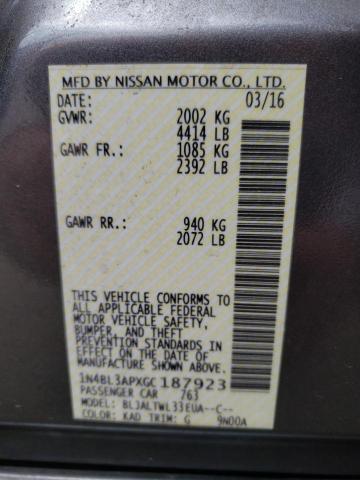 MFD BY NISSAN MOTOR CO., LTD.
DATE: 03/16
GVWR: 2002 KG
4414 LB
GAWR FR.: 1085 KG
2392 LB
GAWR RR.: 940 KG
2072 LB
THIS VEHICLE CONFORMS TO
ALL APPLICABLE FEDERAL
MOTOR VEHICLE SAFETY,
BUMPER, AND THEFT
PREVENTION STANDARDS IN
EFFECT ON THE DATE OF
MANUFACTURE SHOWN ABOVE.
1N4BL3APXGC187923
PASSENGER CAR 763
MODEL: BLJALTWL33EUA--C--
COLOR: KAD TRIM: G 9N00A